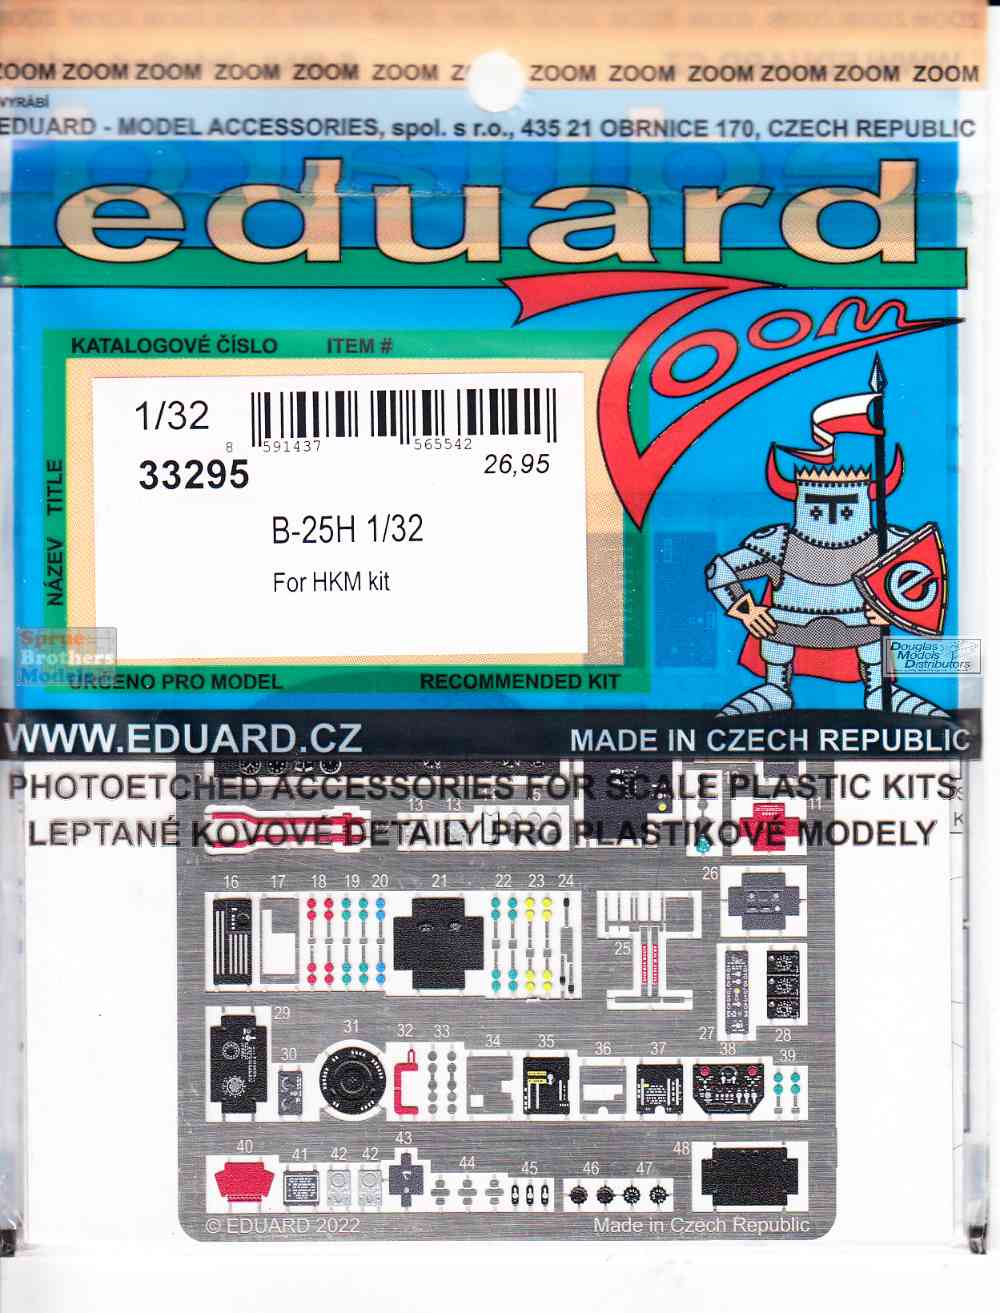 ZOOM ZOOM ZOOM ZOOM ZOOM ZOOM Z ZOOM ZOOM ZOOM ZOOM ZOOM ZOOM
VYRÁBÍ
EDUARD - MODEL ACCESSORIES, spol. s r.o., 435 21 OBRNICE 170, CZECH REPUBLIC
eduard
Zoom
KATALOGOVÉ ČÍSLO ITEM #
1/32
8 591437 565542
33295
26,95
NÁZEV TITLE
B-25H 1/32
For HKM kit
e
Sprue
Brothers
Models
Douglas
Models
Distributors
URČENO PRO MODEL RECOMMENDED KIT
WWW.EDUARD.CZ MADE IN CZECH REPUBLIC
PHOTOETCHED ACCESSORIES FOR SCALE PLASTIC KITS
13 13 5 11
LEPTANÉ KOVOVÉ DETAILY PRO PLASTIKOVÉ MODELY
16 17 18 19 20 21 22 23 24 26
25
27 28
29 30 31 32 33 34 35 36 37 38 39
40 41 42 42 43 44 45 46 47 48
© EDUARD 2022 Made in Czech Republic